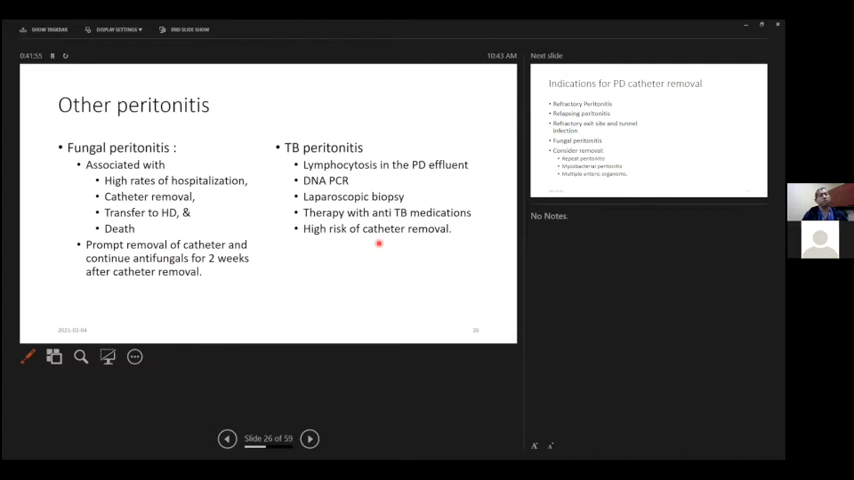 SHOW TASKBAR
DISPLAY SETTINGS ▾
END SLIDE SHOW
0:41:55
10:43 AM
Other peritonitis
• Fungal peritonitis :
• Associated with
• High rates of hospitalization,
• Catheter removal,
• Transfer to HD, &
• Death
• Prompt removal of catheter and
continue antifungals for 2 weeks
after catheter removal.
• TB peritonitis
• Lymphocytosis in the PD effluent
• DNA PCR
• Laparoscopic biopsy
• Therapy with anti TB medications
• High risk of catheter removal.
2021-02-04
26
Next slide
Indications for PD catheter removal
• Refractory Peritonitis
• Relapsing peritonitis
• Refractory exit site and tunnel
infection
• Fungal peritonitis
• Consider removal:
• Repeat peritonitis
• Mycobacterial peritonitis
• Multiple enteric organisms.
No Notes.
Slide 26 of 59
A
A